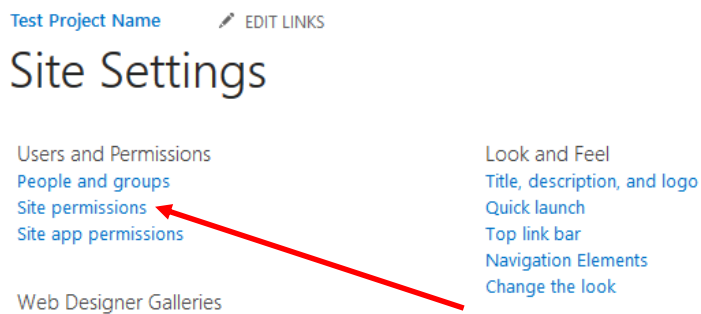 Test Project Name EDIT LINKS
Site Settings
Users and Permissions
People and groups
Site permissions
Site app permissions
Web Designer Galleries
Look and Feel
Title, description, and logo
Quick launch
Top link bar
Navigation Elements
Change the look